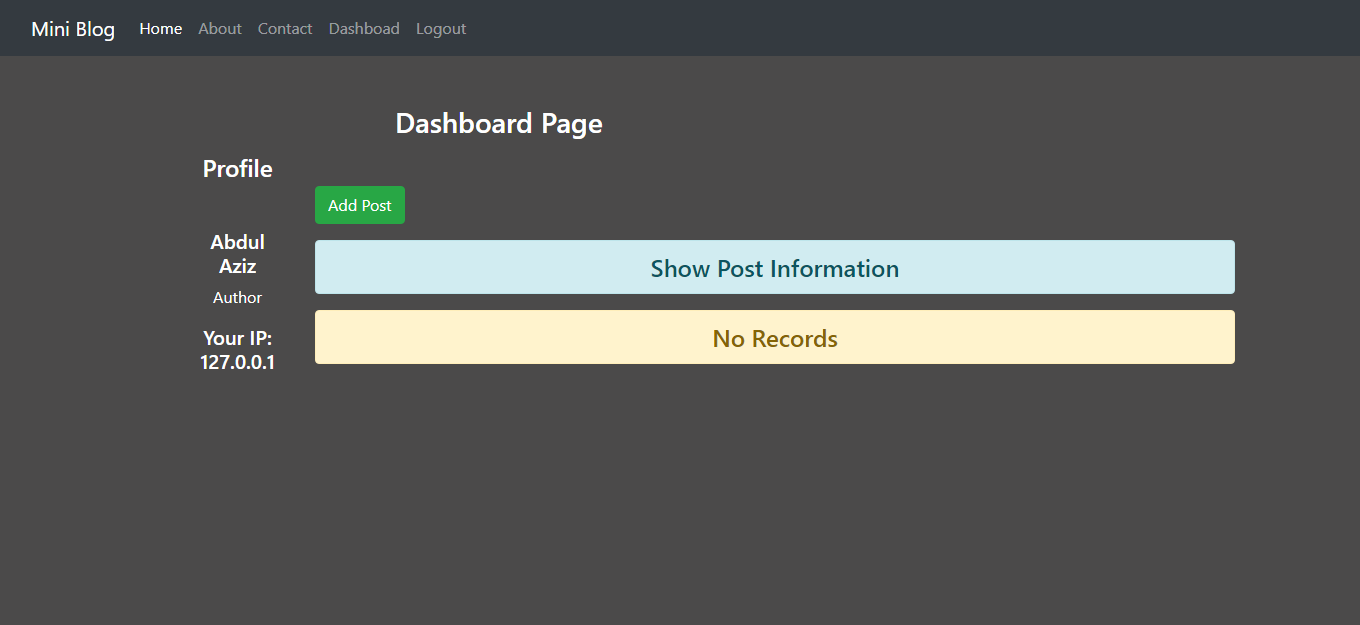 Mini Blog Home About Contact Dashboad Logout
Dashboard Page
Profile
Add Post
Abdul
Aziz
Author
Your IP:
127.0.0.1
Show Post Information
No Records